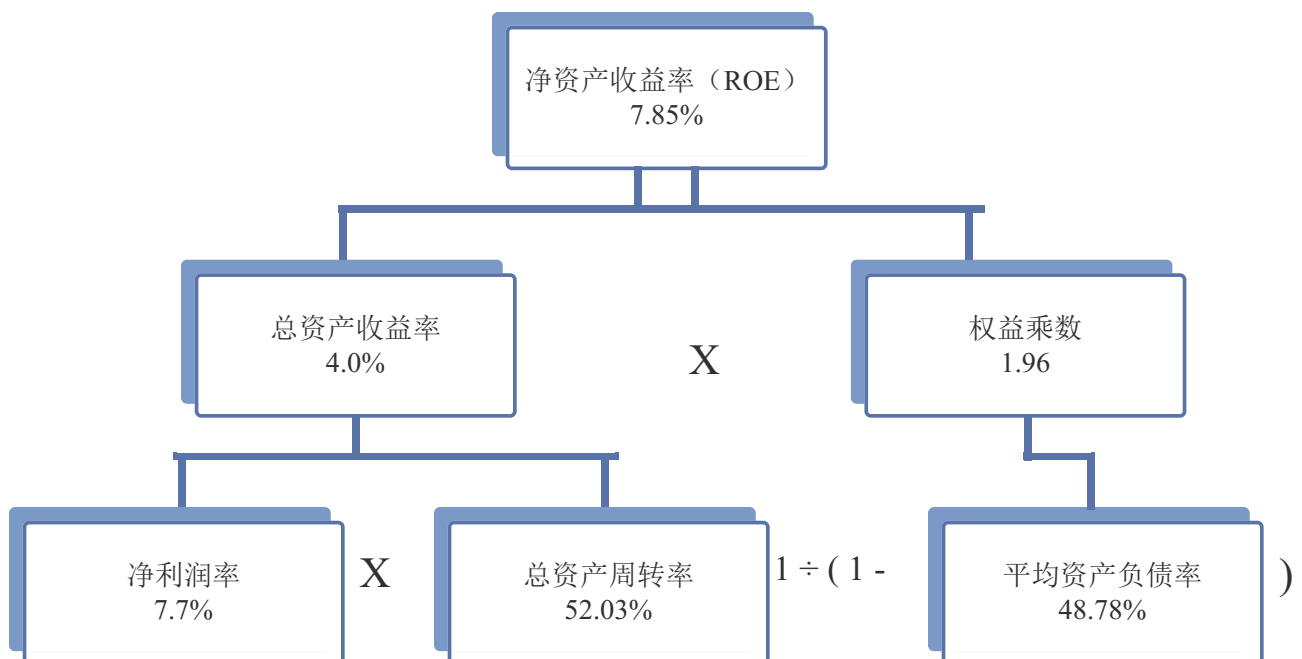 净资产收益率（ROE）
7.85%
总资产收益率
4.0%
X
权益乘数
1.96
净利润率
7.7%
X
总资产周转率
52.03%
1 ÷ ( 1 -
平均资产负债率
48.78%
)